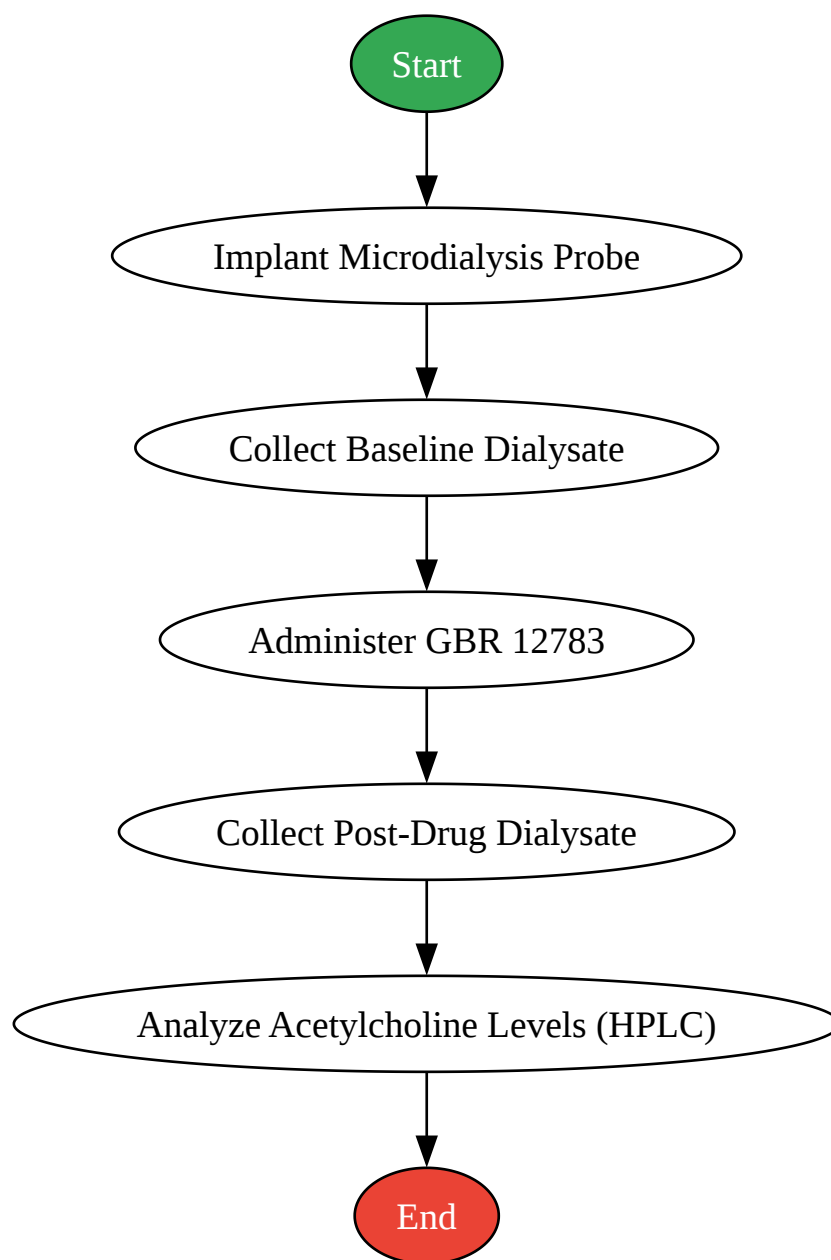 Start
Implant Microdialysis Probe
Collect Baseline Dialysate
Administer GBR 12783
Collect Post-Drug Dialysate
Analyze Acetylcholine Levels (HPLC)
End